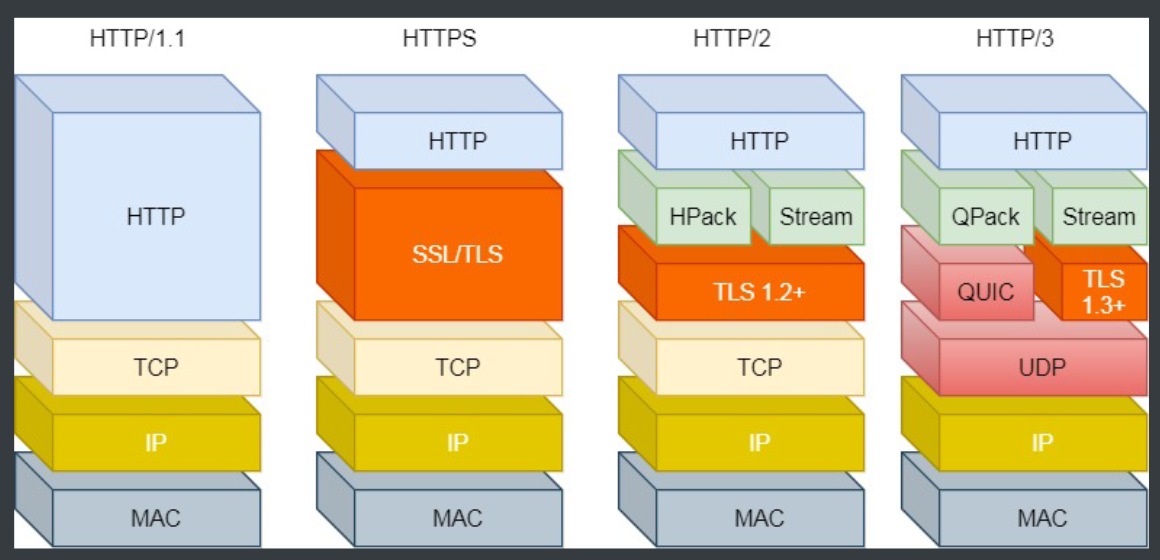 HTTP/1.1
HTTP
TCP
IP
MAC
HTTPS
HTTP
SSL/TLS
TCP
IP
MAC
HTTP/2
HTTP
HPack
Stream
TLS 1.2+
TCP
IP
MAC
HTTP/3
HTTP
QPack
Stream
QUIC
TLS
1.3+
UDP
IP
MAC